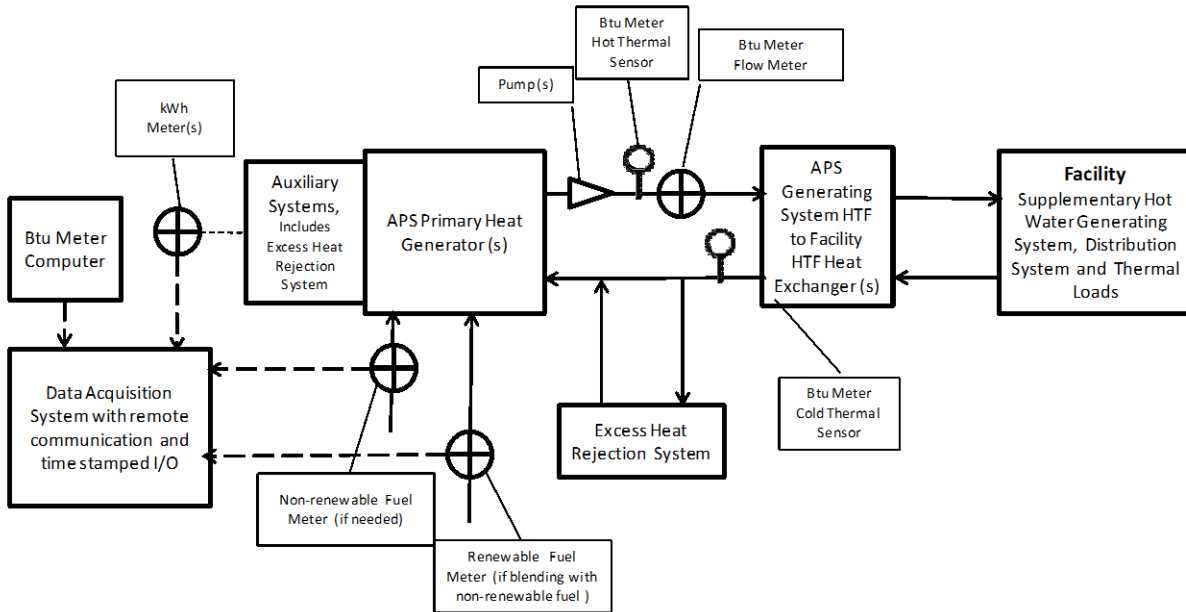 Btu Meter
Hot Thermal
Sensor
Btu Meter
Flow Meter
Pump(s)
kWh
Meter(s)
Btu Meter
Computer
Auxiliary
Systems,
Includes
Excess Heat
Rejection
System
APS Primary Heat
Generator(s)
APS
Generating
System HTF
to Facility
HTF Heat
Exchanger(s)
Facility
Supplementary Hot
Water Generating
System, Distribution
System and Thermal
Loads
Data Acquisition
System with remote
communication and
time stamped I/O
Excess Heat
Rejection System
Btu Meter
Cold Thermal
Sensor
Non-renewable Fuel
Meter (if needed)
Renewable Fuel
Meter (if blending with
non-renewable fuel )